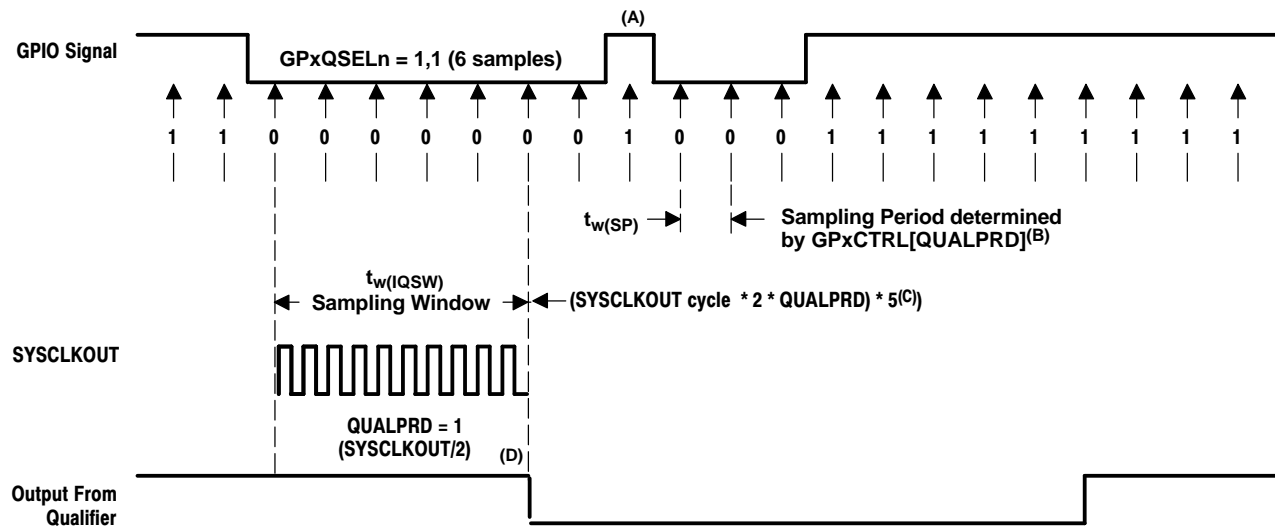 (A)
GPIO Signal
GPxQSELn = 1,1 (6 samples)
1 1 0 0 0 0 0 0 0 1 0 0 0 1 1 1 1 1 1 1 1 1
tw(SP)
Sampling Period determined
by GPxCTRL[QUALPRD](B)
tw(IQSW)
Sampling Window
(SYSCLKOUT cycle * 2 * QUALPRD) * 5(C))
SYSCLKOUT
QUALPRD = 1
(SYSCLKOUT/2)
(D)
Output From
Qualifier